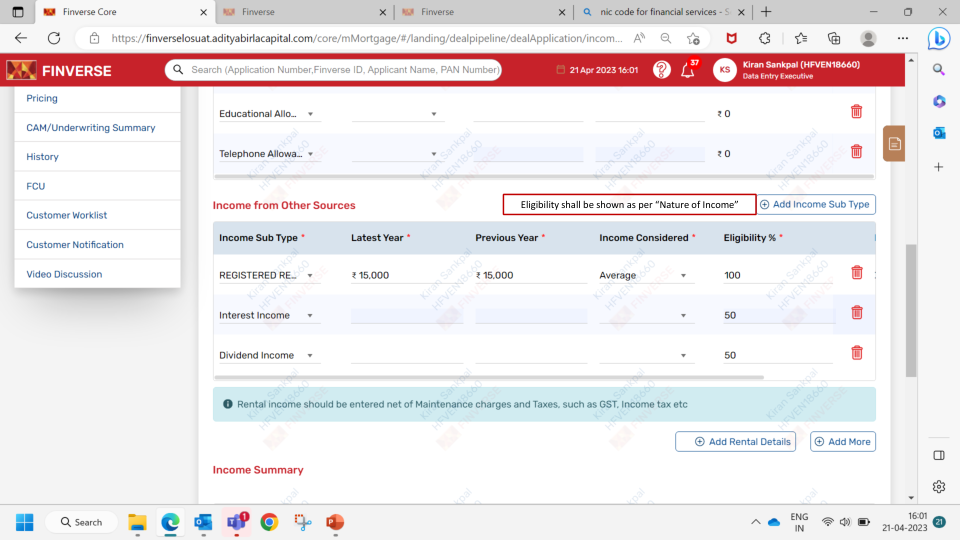 Finverse Core
Finverse
Finverse
nic code for financial services - S
https://finverselosuat.adityabirlacapital.com/core/mMortgage/#/landing/dealpipeline/dealApplication/incom...
FINVERSE
Search (Application Number,Finverse ID, Applicant Name, PAN Number)
21 Apr 2023 16:01
37
KS
Kiran Sankpal (HFVEN18660)
Data Entry Executive
Pricing
CAM/Underwriting Summary
History
FCU
Customer Worklist
Customer Notification
Video Discussion
Educational Allo...
₹ 0
Telephone Allowa...
₹ 0
Income from Other Sources
Eligibility shall be shown as per “Nature of Income”
Add Income Sub Type
Income Sub Type * Latest Year * Previous Year * Income Considered * Eligibility % *
REGISTERED RE... ₹ 15,000 ₹ 15,000 Average 100
Interest Income 50
Dividend Income 50
Rental income should be entered net of Maintenance charges and Taxes, such as GST, Income tax etc
Add Rental Details
Add More
Income Summary
Kiran Sankpal
HFVEN18660
FINVERSE
Search
1
ENG
IN
16:01
21-04-2023
21